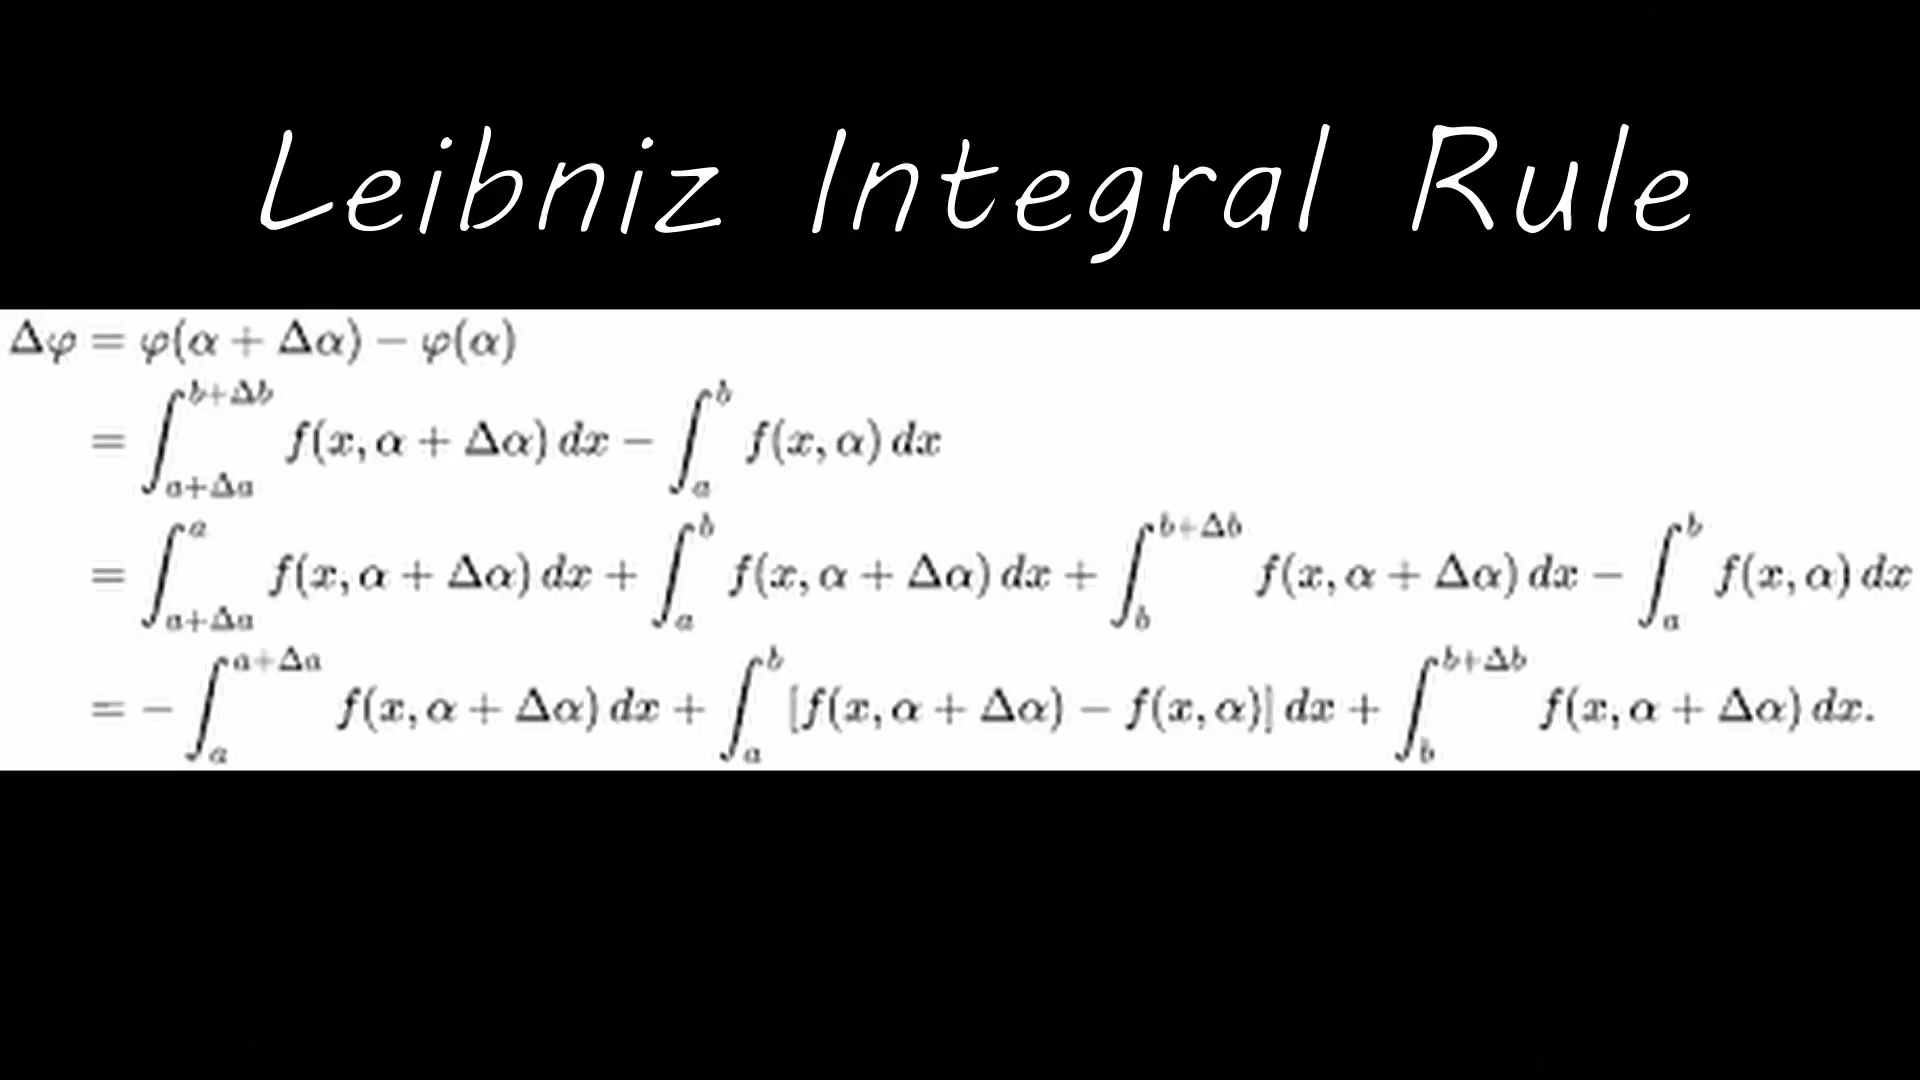 Leibniz Integral Rule
Δφ = φ(α + Δα) − φ(α)
= ∫_{a+Δa}^{b+Δb} f(x, α + Δα) dx − ∫_a^b f(x, α) dx
= ∫_{a+Δa}^a f(x, α + Δα) dx + ∫_a^b f(x, α + Δα) dx + ∫_b^{b+Δb} f(x, α + Δα) dx − ∫_a^b f(x, α) dx
= − ∫_a^{a+Δa} f(x, α + Δα) dx + ∫_a^b [f(x, α + Δα) − f(x, α)] dx + ∫_b^{b+Δb} f(x, α + Δα) dx.